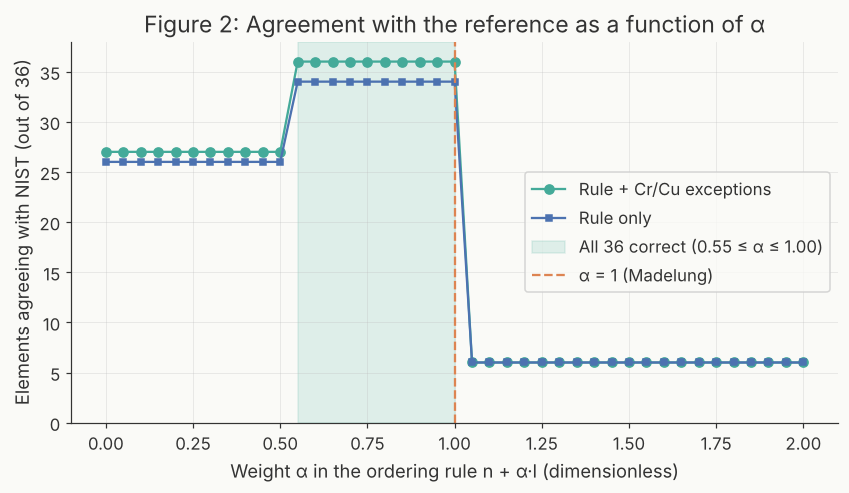 Figure 2: Agreement with the reference as a function of α
Elements agreeing with NIST (out of 36)
35
30
25
20
15
10
5
0
Rule + Cr/Cu exceptions
Rule only
All 36 correct (0.55 ≤ α ≤ 1.00)
α = 1 (Madelung)
0.00 0.25 0.50 0.75 1.00 1.25 1.50 1.75 2.00
Weight α in the ordering rule n + α·l (dimensionless)